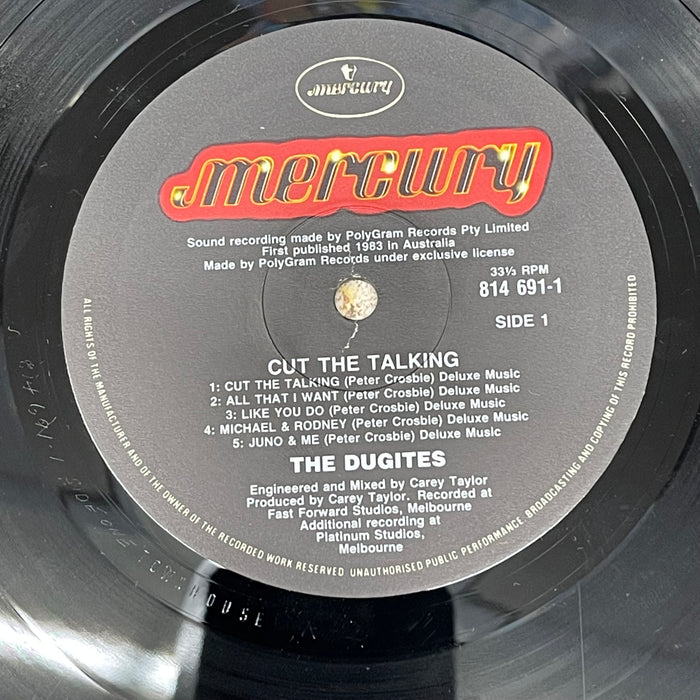 mercury
mercury
Sound recording made by PolyGram Records Pty Limited
First published 1983 in Australia
Made by PolyGram Records under exclusive license
33⅓ RPM
814 691-1
SIDE 1
CUT THE TALKING
1: CUT THE TALKING (Peter Crosbie) Deluxe Music
2: ALL THAT I WANT (Peter Crosbie) Deluxe Music
3: LIKE YOU DO (Peter Crosbie) Deluxe Music
4: MICHAEL & RODNEY (Peter Crosbie) Deluxe Music
5: JUNO & ME (Peter Crosbie) Deluxe Music
THE DUGITES
Engineered and Mixed by Carey Taylor
Produced by Carey Taylor. Recorded at
Fast Forward Studios, Melbourne
Additional recording at
Platinum Studios,
Melbourne
ALL RIGHTS OF THE MANUFACTURER AND OF THE OWNER OF THE RECORDED WORK RESERVED UNAUTHORISED PUBLIC PERFORMANCE, BROADCASTING AND COPYING OF THIS RECORD PROHIBITED
SIDE ONE